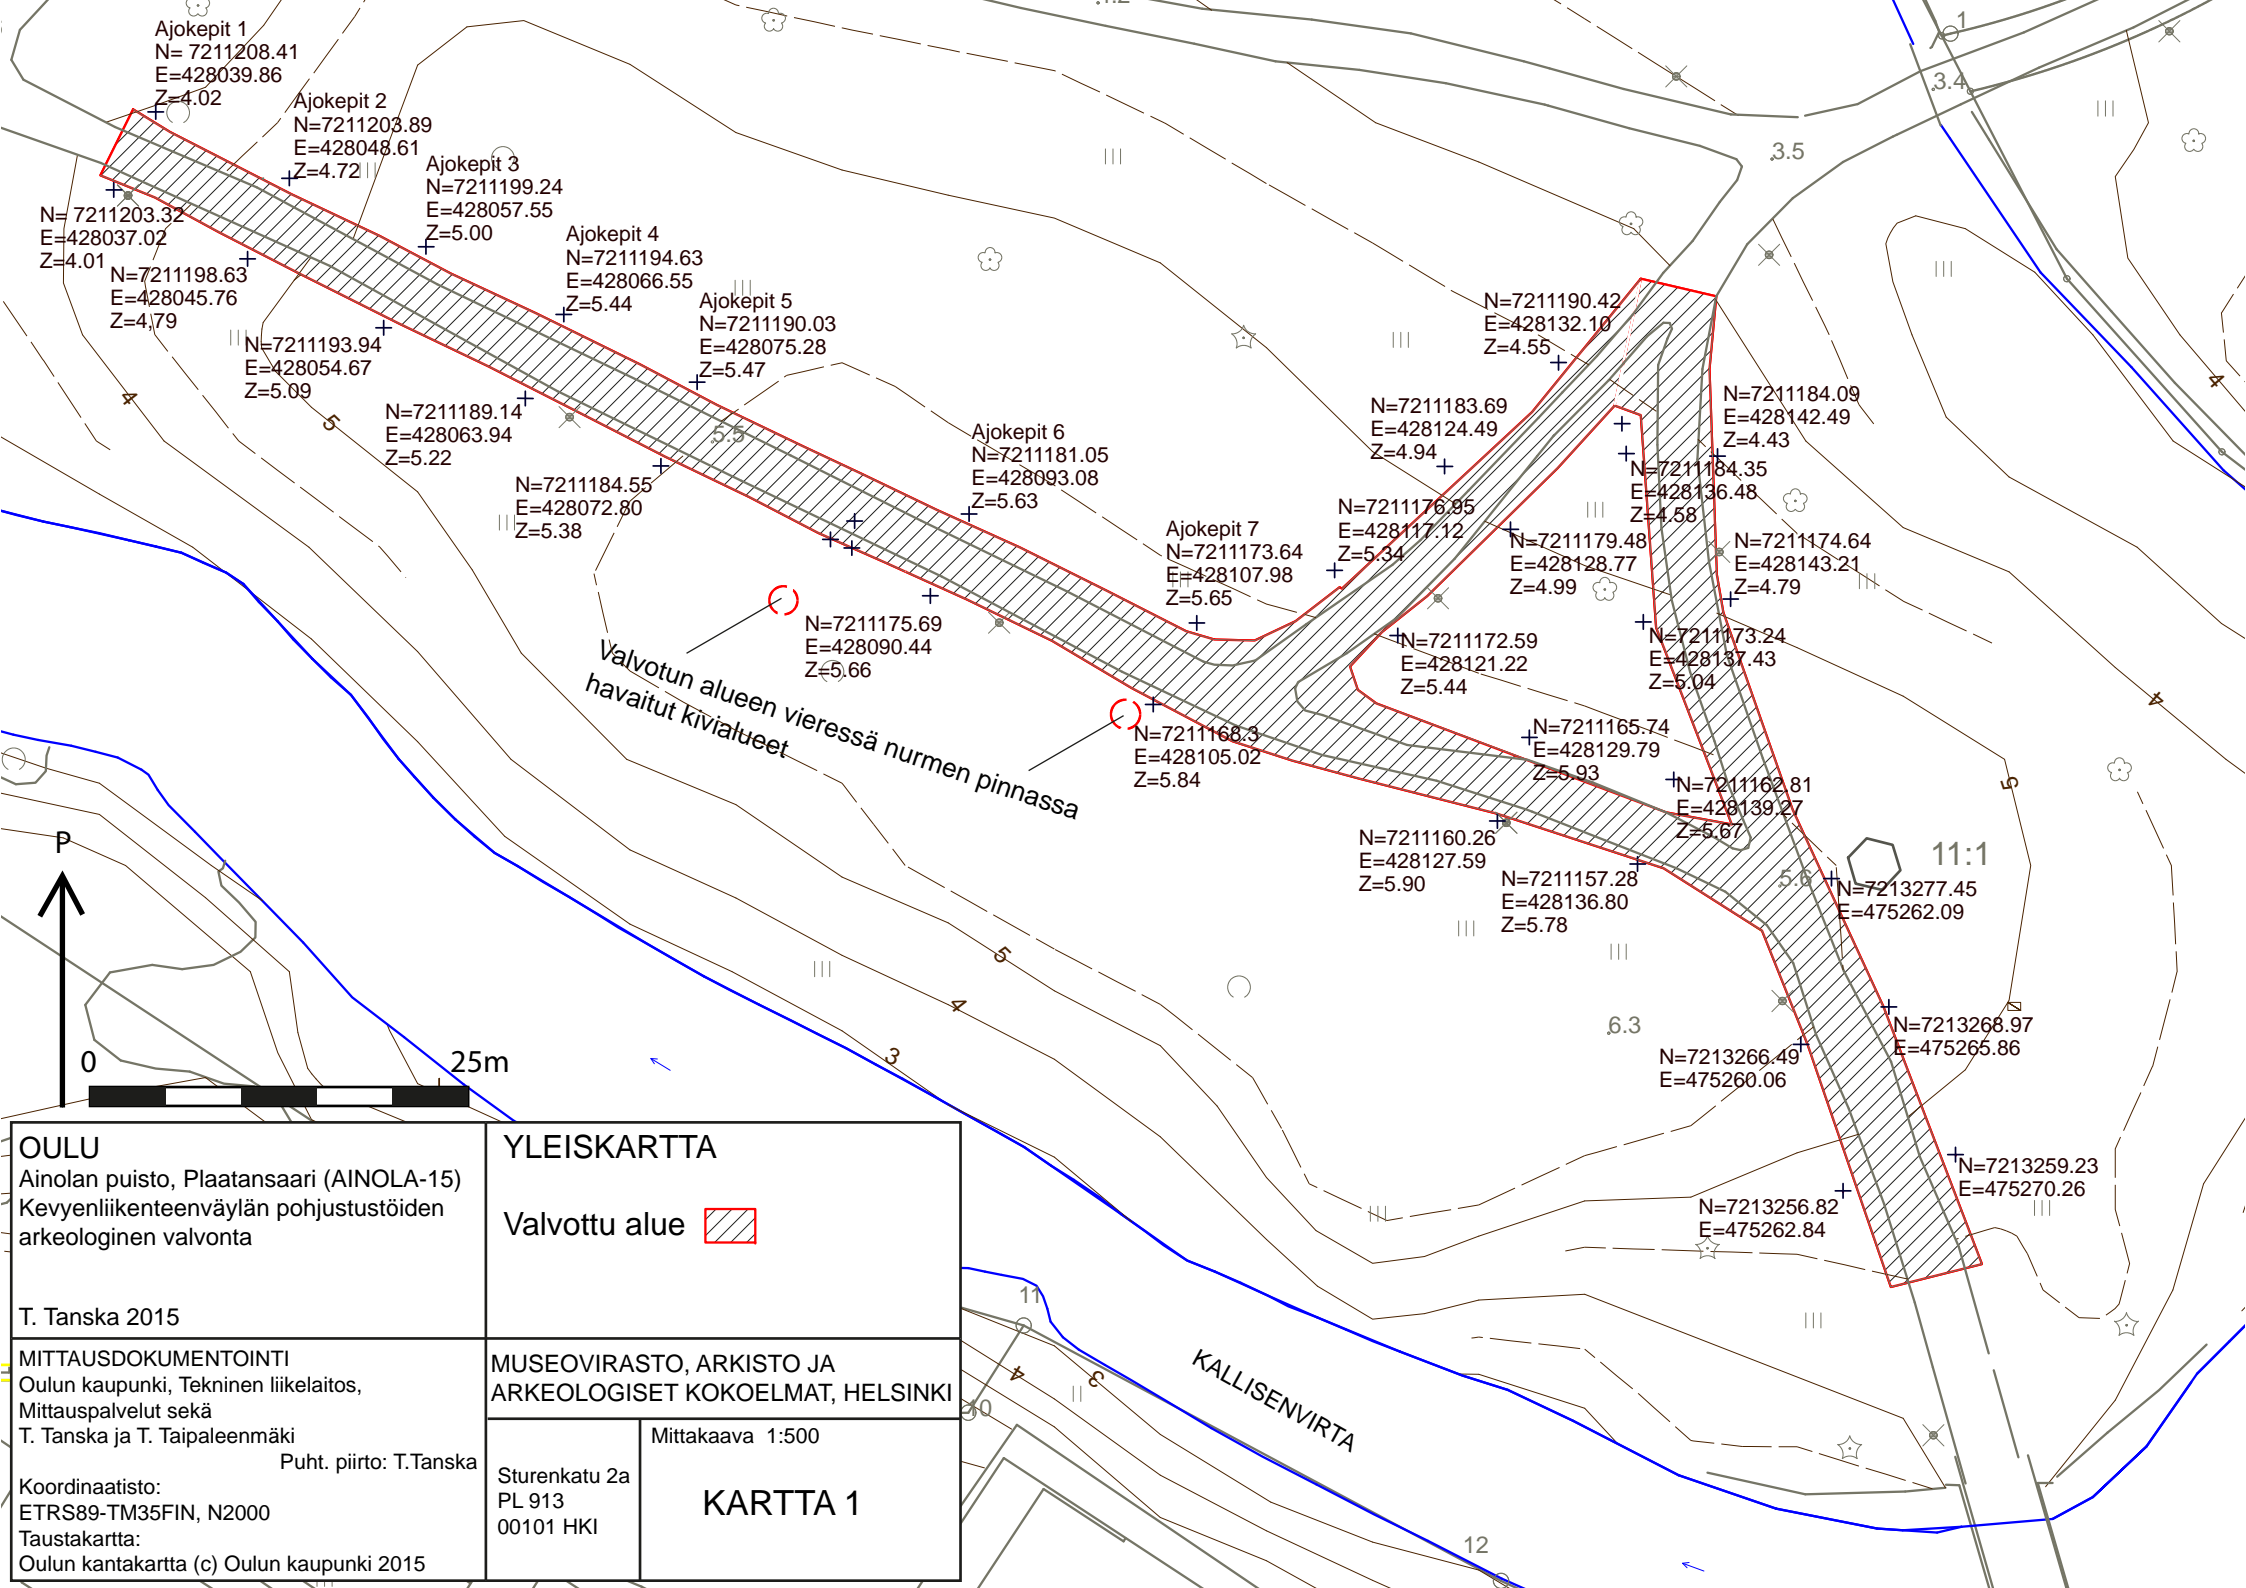 Ajokepit 1
N= 7211208.41
E=428039.86
Z=4.02
Ajokepit 2
N=7211203.89
E=428048.61
Z=4.72
Ajokepit 3
N=7211199.24
E=428057.55
Z=5.00
Ajokepit 4
N=7211194.63
E=428066.55
Z=5.44
Ajokepit 5
N=7211190.03
E=428075.28
Z=5.47
Ajokepit 6
N=7211181.05
E=428093.08
Z=5.63
Ajokepit 7
N=7211173.64
E=428107.98
Z=5.65
N= 7211203.32
E=428037.02
Z=4.01
N=7211198.63
E=428045.76
Z=4,79
N=7211193.94
E=428054.67
Z=5.09
N=7211189.14
E=428063.94
Z=5.22
N=7211184.55
E=428072.80
Z=5.38
N=7211175.69
E=428090.44
Z=5.66
N=7211168.3
E=428105.02
Z=5.84
N=7211190.42
E=428132.10
Z=4.55
N=7211183.69
E=428124.49
Z=4.94
N=7211176.95
E=428117.12
Z=5.34
N=7211184.09
E=428142.49
Z=4.43
N=7211184.35
E=428136.48
Z=4.58
N=7211179.48
E=428128.77
Z=4.99
N=7211174.64
E=428143.21
Z=4.79
N=7211172.59
E=428121.22
Z=5.44
N=7211173.24
E=428137.43
Z=5.04
N=7211165.74
E=428129.79
Z=5.93
N=7211162.81
E=428139.27
Z=5.67
N=7211160.26
E=428127.59
Z=5.90
N=7211157.28
E=428136.80
Z=5.78
N=7213277.45
E=475262.09
N=7213268.97
E=475265.86
N=7213266.49
E=475260.06
N=7213259.23
E=475270.26
N=7213256.82
E=475262.84
Valvotun alueen vieressä nurmen pinnassa
havaitut kivialueet
1
3.4
3.5
5.5
5.6
6.3
11:1
4
5
4
4
5
5
4
3
11
10
4
3
12
KALLISENVIRTA
P
0
25m
OULU
Ainolan puisto, Plaatansaari (AINOLA-15)
Kevyenliikenteenväylän pohjustustöiden
arkeologinen valvonta
T. Tanska 2015
YLEISKARTTA
Valvottu alue
MITTAUSDOKUMENTOINTI
Oulun kaupunki, Tekninen liikelaitos,
Mittauspalvelut sekä
T. Tanska ja T. Taipaleenmäki
Puht. piirto: T.Tanska
Koordinaatisto:
ETRS89-TM35FIN, N2000
Taustakartta:
Oulun kantakartta (c) Oulun kaupunki 2015
MUSEOVIRASTO, ARKISTO JA
ARKEOLOGISET KOKOELMAT, HELSINKI
Sturenkatu 2a
PL 913
00101 HKI
Mittakaava 1:500
KARTTA 1